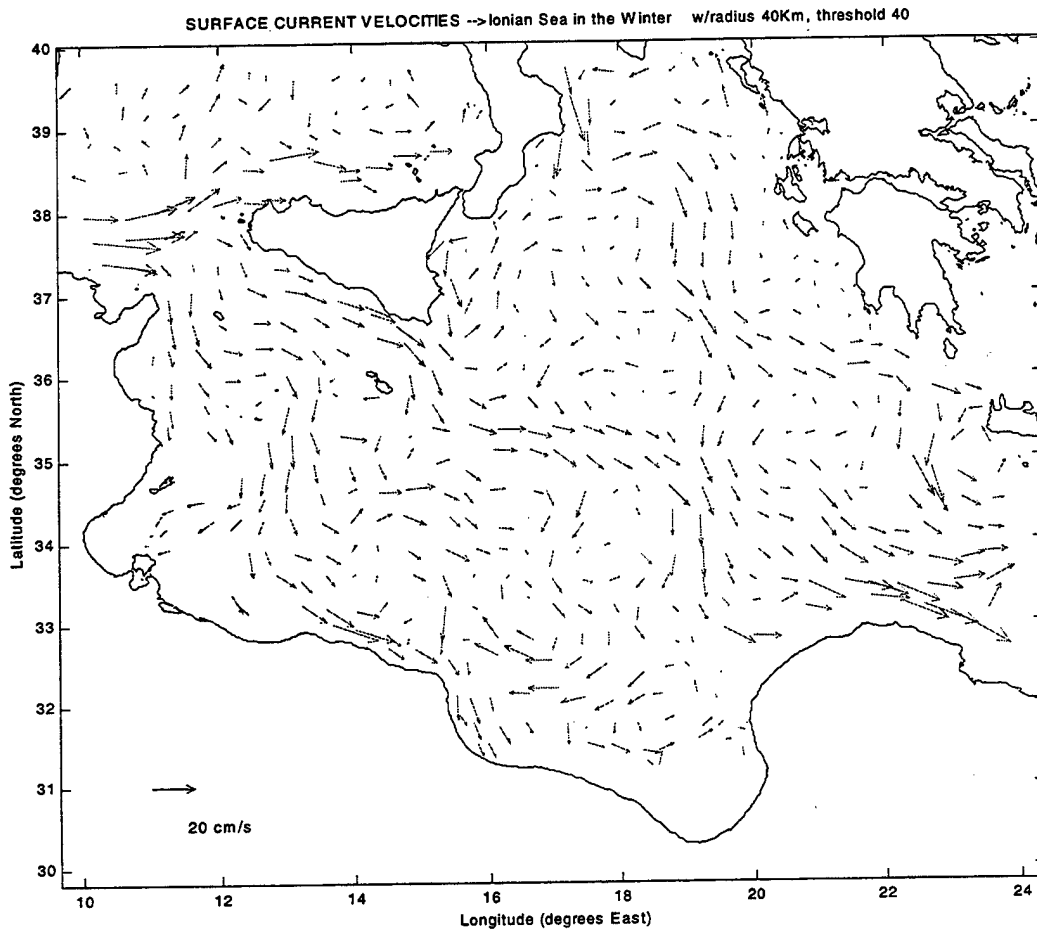 SURFACE CURRENT VELOCITIES -->Ionian Sea in the Winter w/radius 40Km, threshold 40
40
39
38
37
36
35
34
33
32
31
30
Latitude (degrees North)
20 cm/s
10 12 14 16 18 20 22 24
Longitude (degrees East)